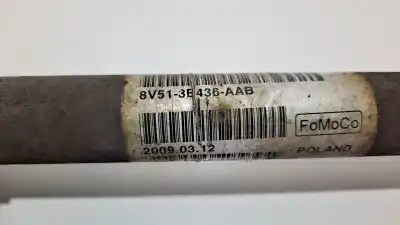 8V51-3B436-AAB
FoMoCo
2009.03.12
POLAND